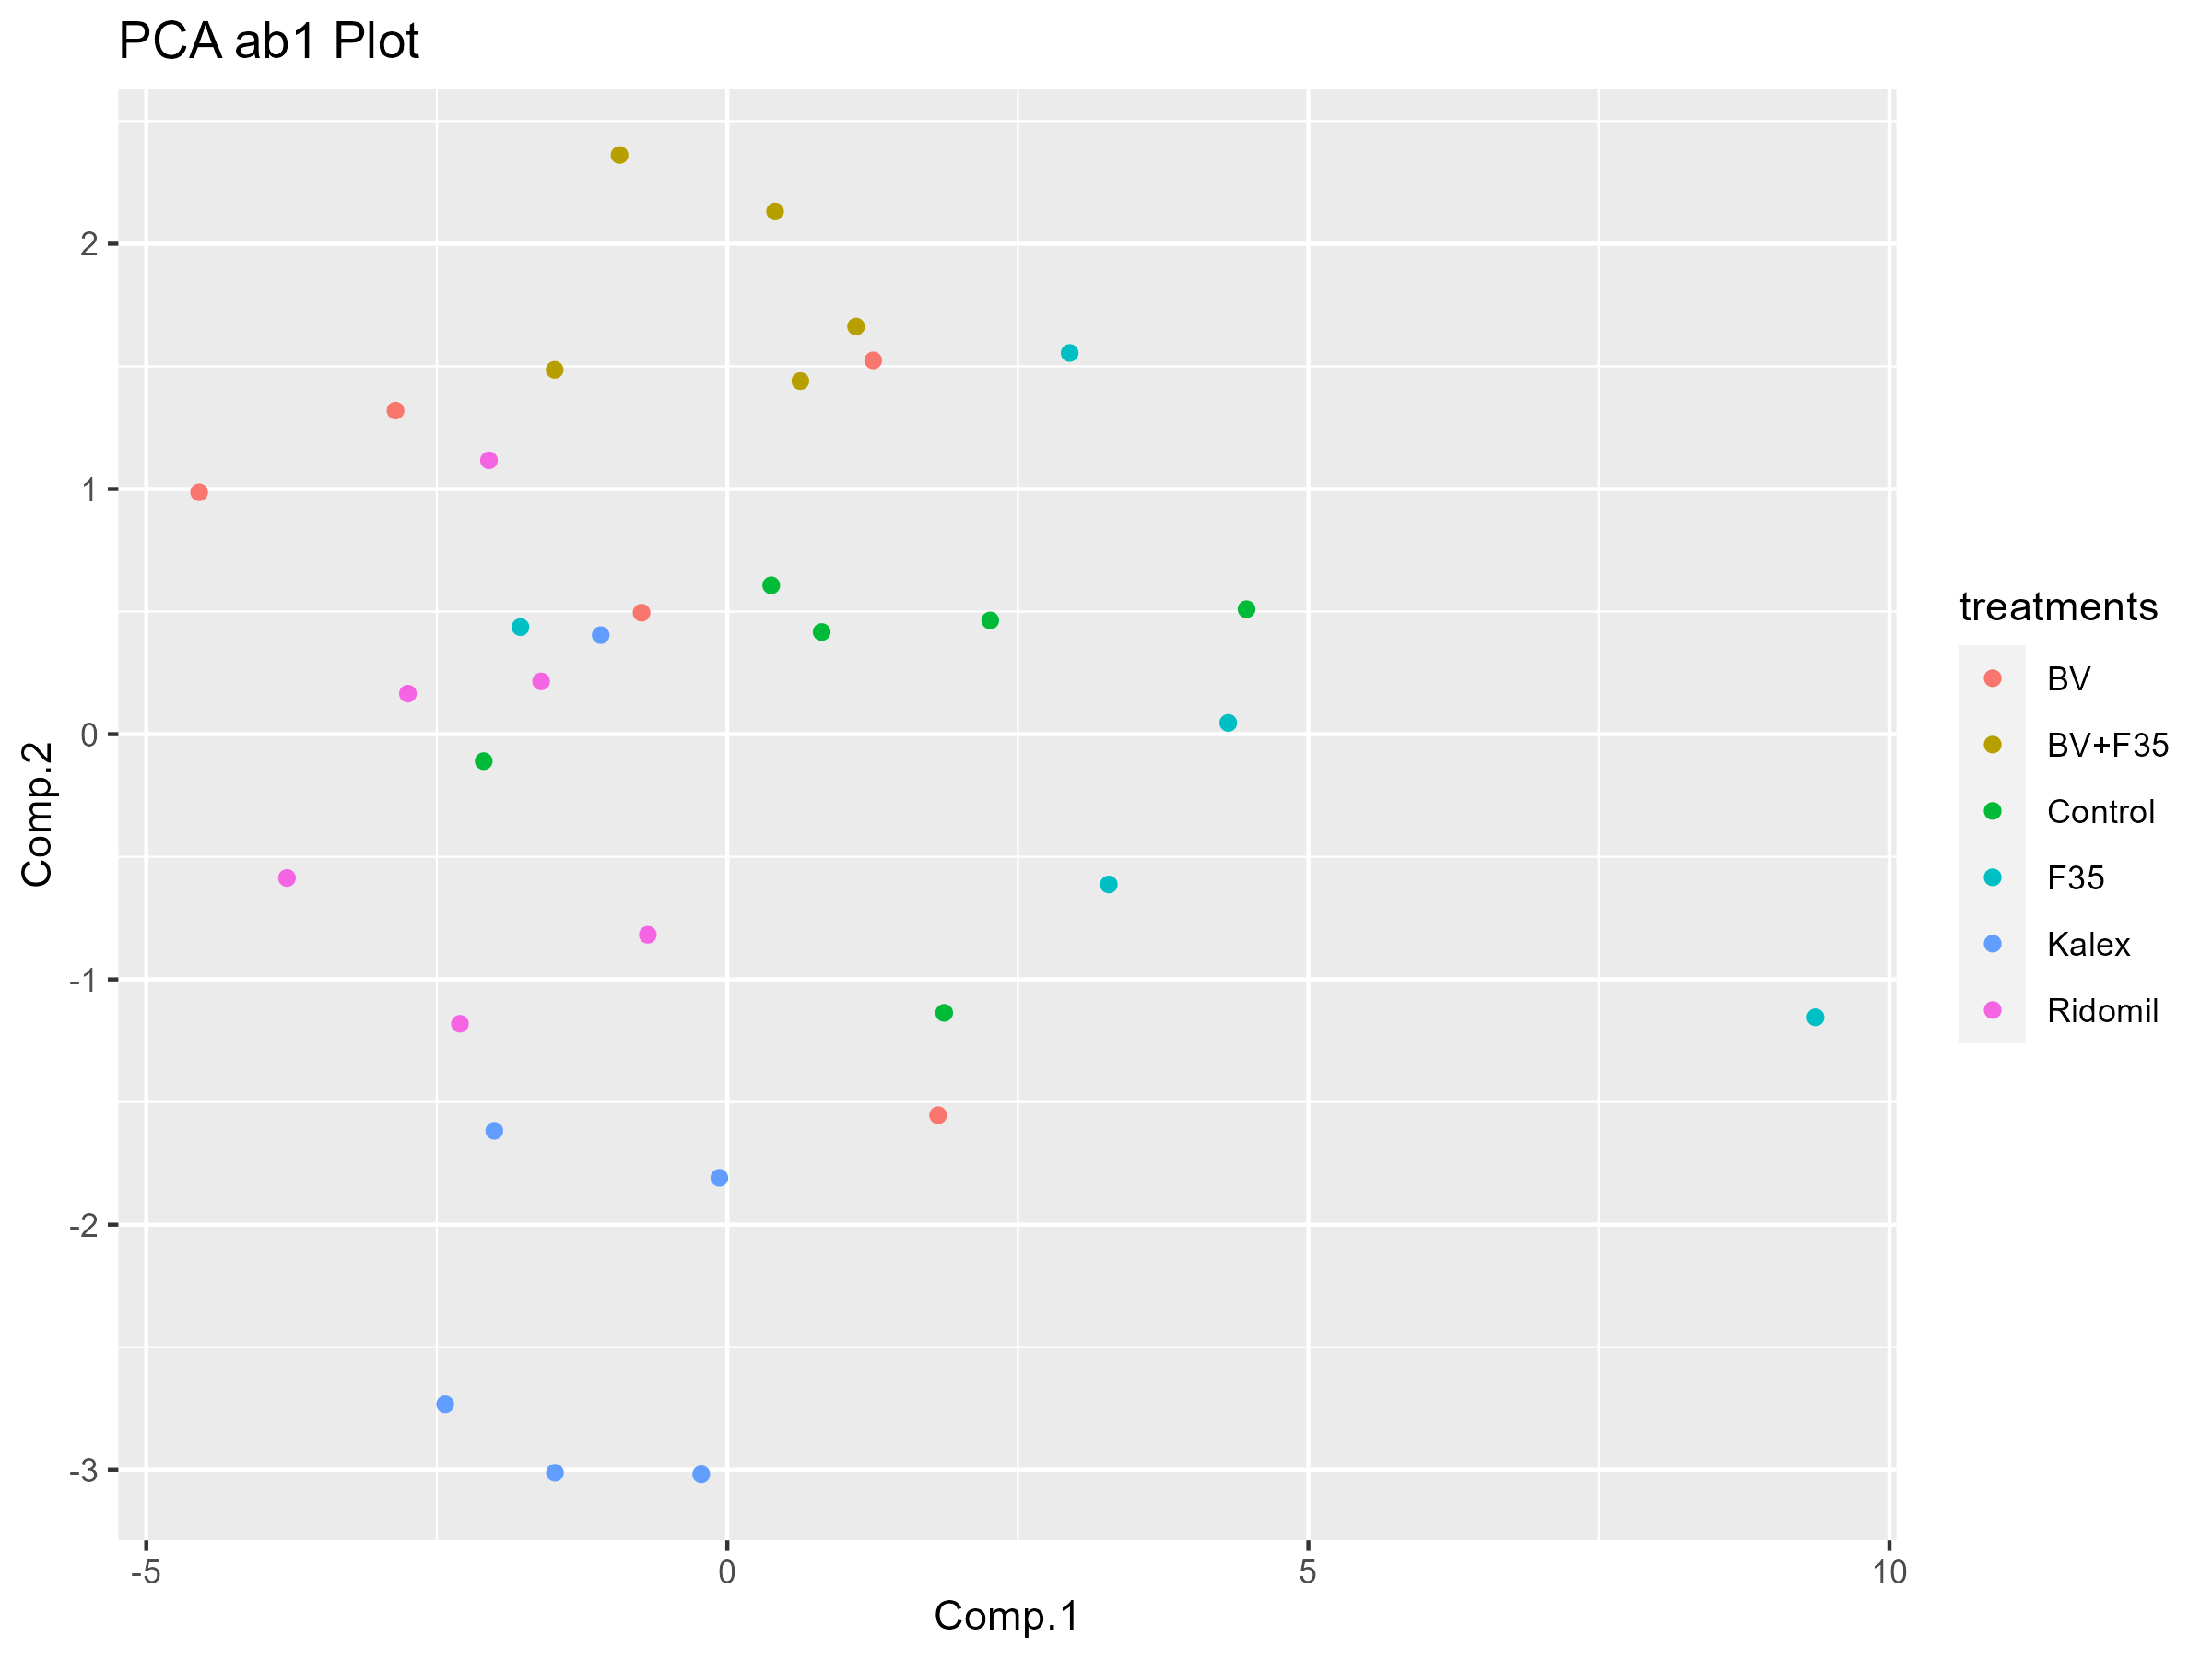 PCA ab1 Plot
2
1
0
-1
-2
-3
Comp.2
-5
0
5
10
Comp.1
treatments
BV
BV+F35
Control
F35
Kalex
Ridomil